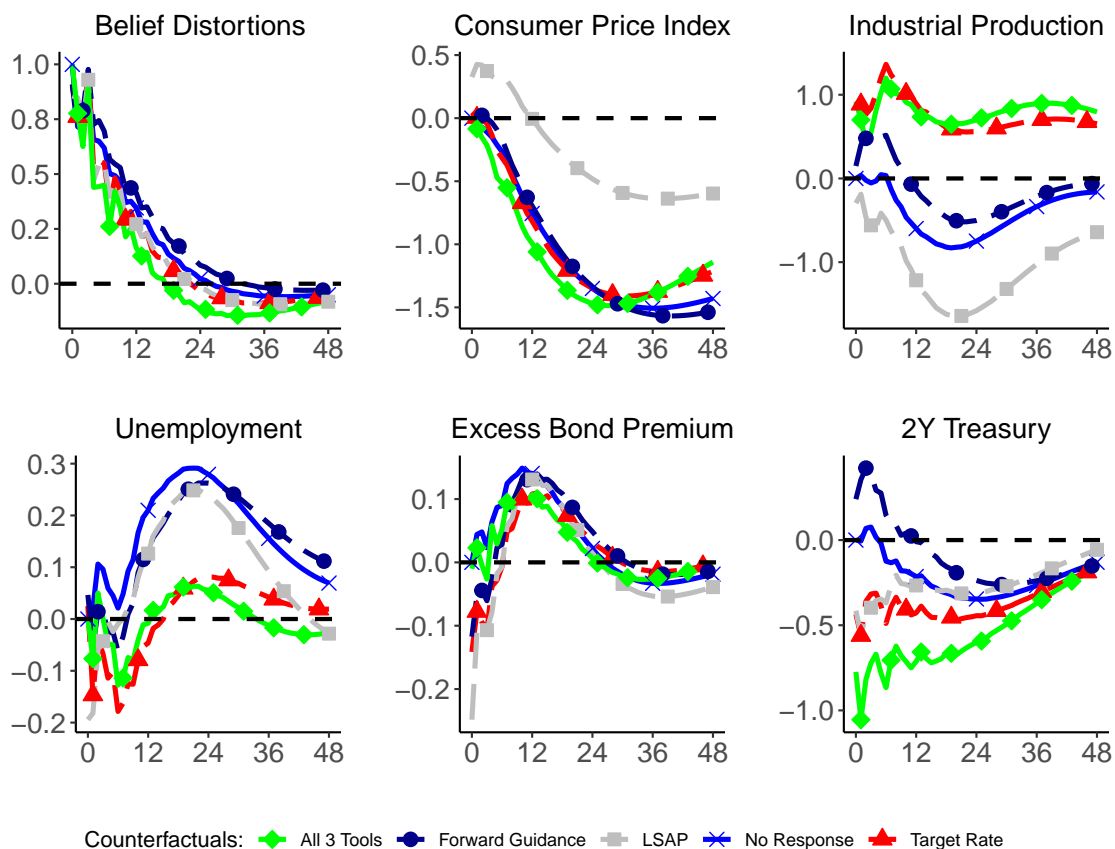 Belief Distortions Consumer Price Index Industrial Production
1.0
0.8
0.5
0.2
0.0
0 12 24 36 48
0.5
0.0
−0.5
−1.0
−1.5
0 12 24 36 48
1.0
0.0
−1.0
0 12 24 36 48
Unemployment Excess Bond Premium 2Y Treasury
0.3
0.2
0.1
0.0
−0.1
−0.2
0 12 24 36 48
0.1
0.0
−0.1
−0.2
0 12 24 36 48
0.0
−0.5
−1.0
0 12 24 36 48
Counterfactuals: All 3 Tools Forward Guidance LSAP No Response Target Rate